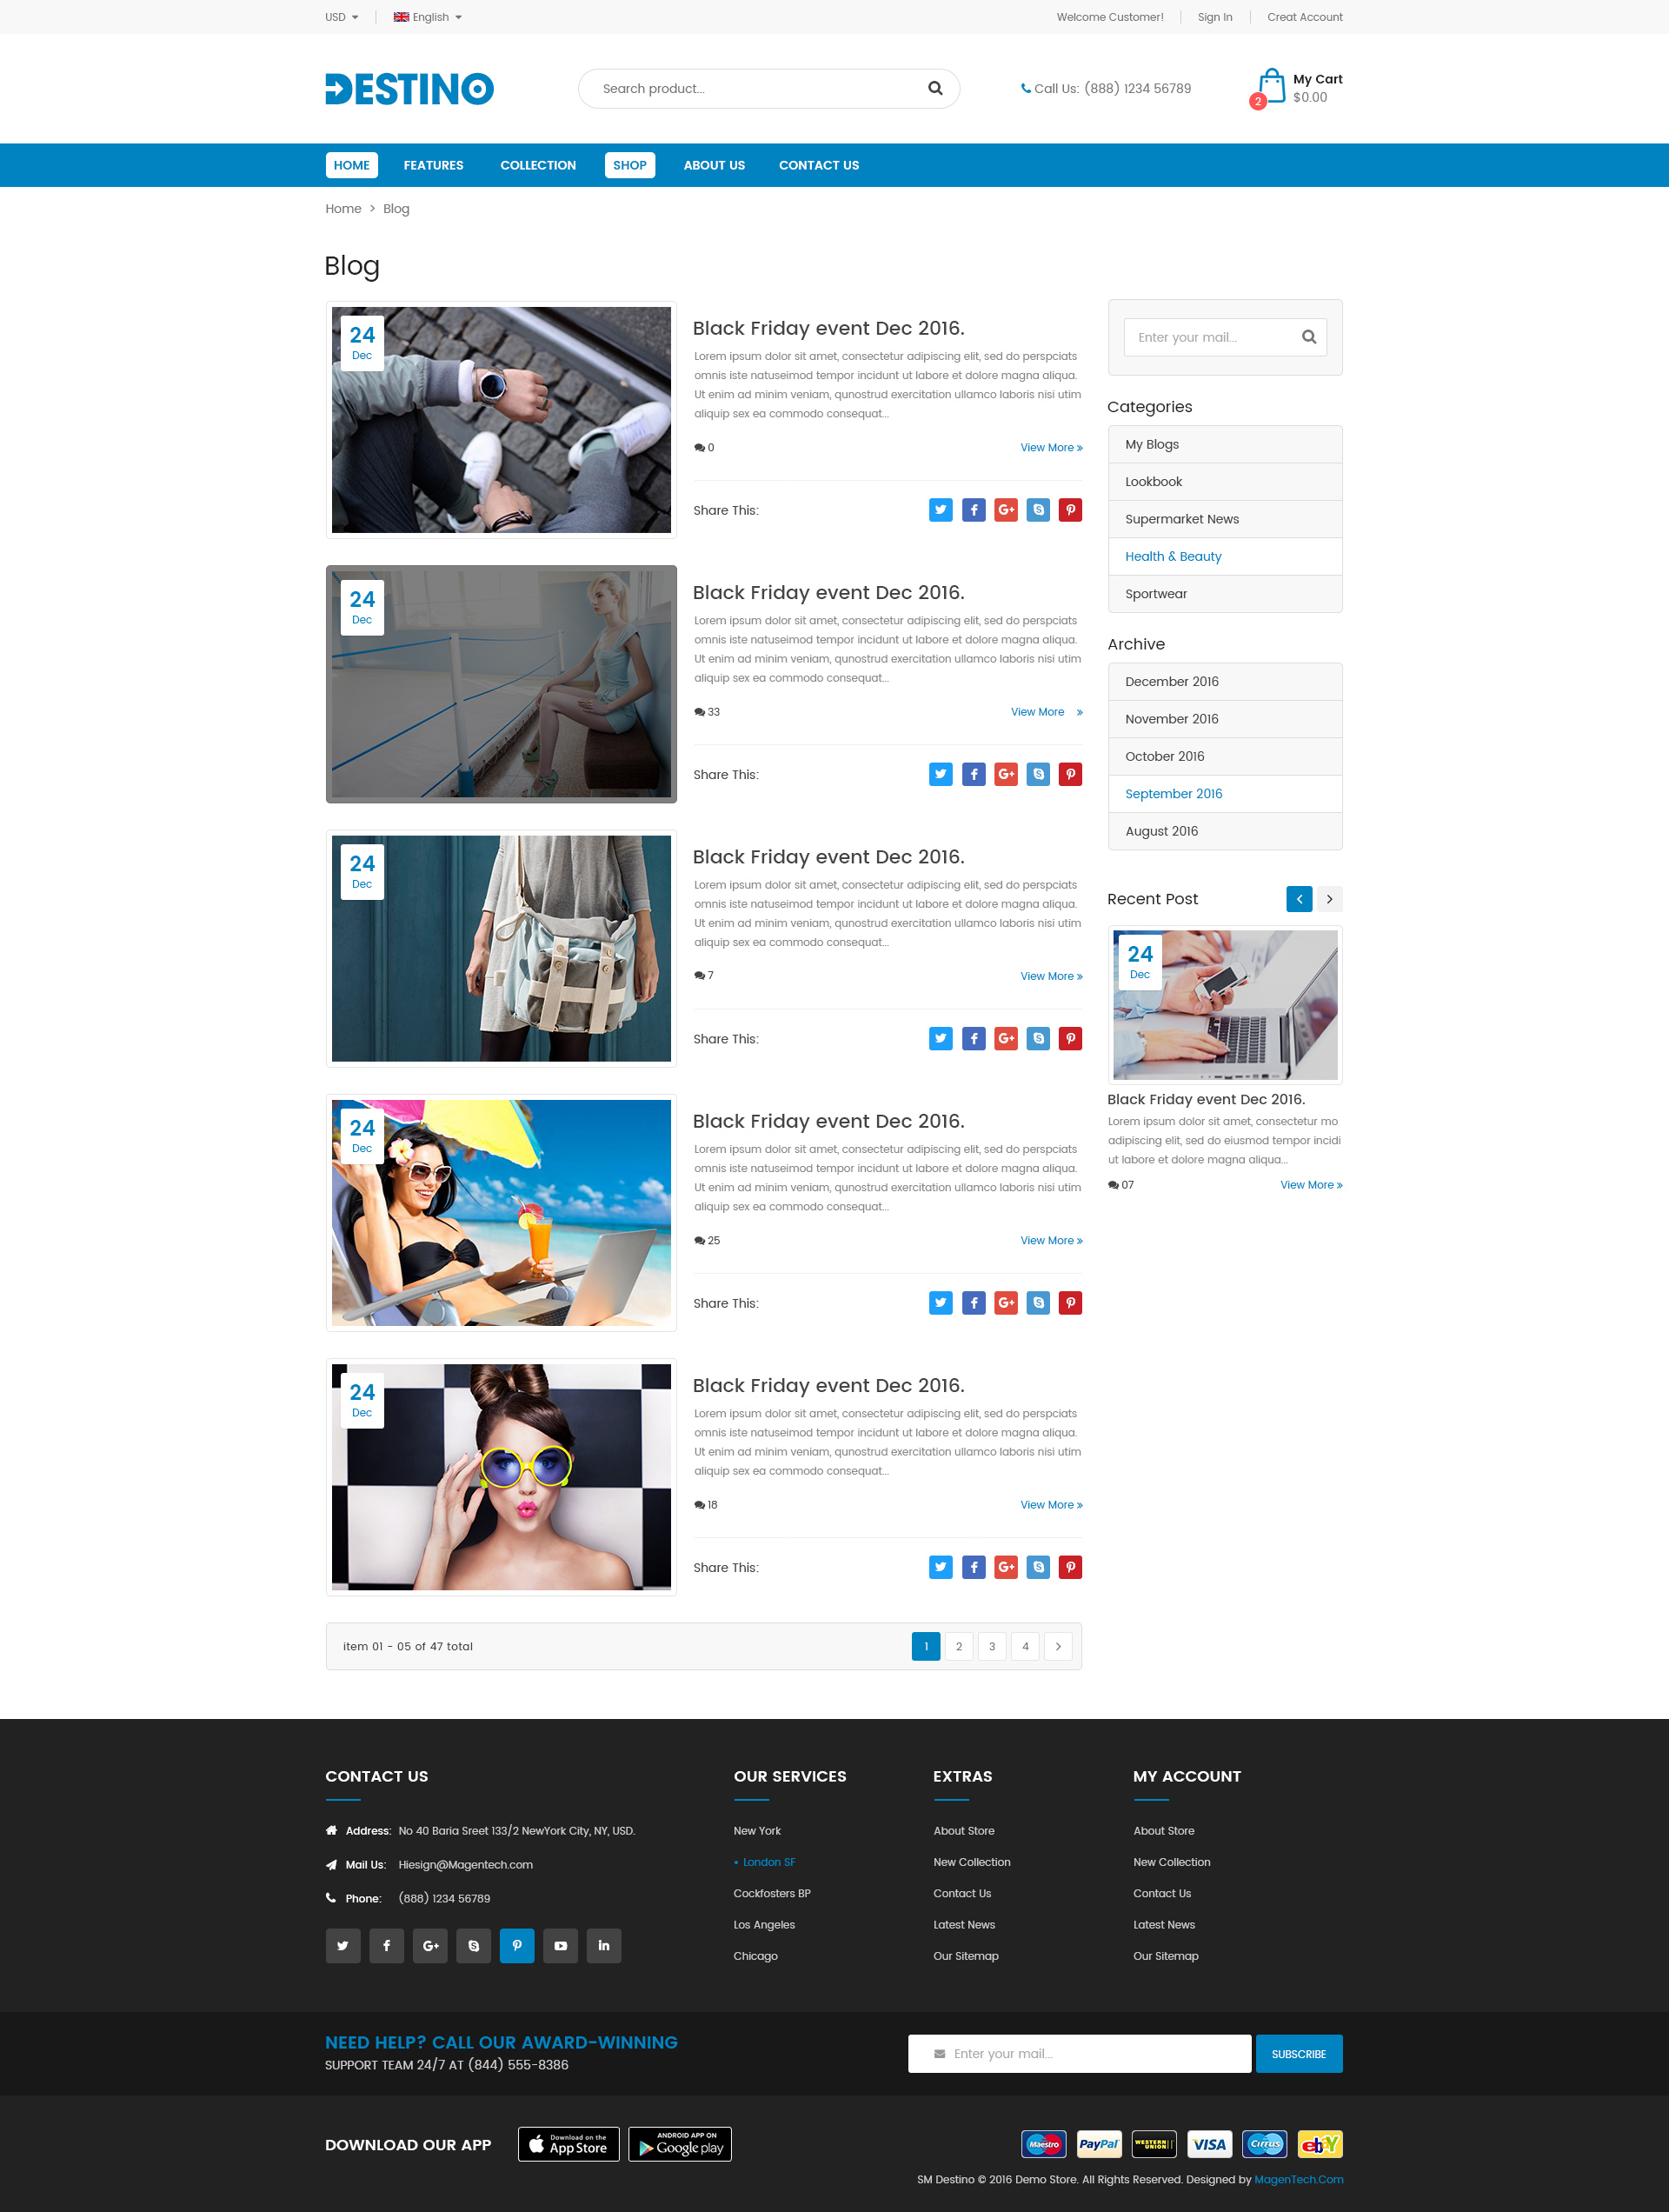 USD
English
Welcome Customer!
Sign In
Creat Account
DESTINO
Search product...
Call Us: (888) 1234 56789
My Cart
$0.00
2
HOME
FEATURES
COLLECTION
SHOP
ABOUT US
CONTACT US
Home > Blog
Blog
24
Dec
Black Friday event Dec 2016.
Lorem ipsum dolor sit amet, consectetur adipiscing elit, sed do perspciats
omnis iste natuseimod tempor incidunt ut labore et dolore magna aliqua.
Ut enim ad minim veniam, qunostrud exercitation ullamco laboris nisi utim
aliquip sex ea commodo consequat...
0
View More »
Share This:
24
Dec
Black Friday event Dec 2016.
Lorem ipsum dolor sit amet, consectetur adipiscing elit, sed do perspciats
omnis iste natuseimod tempor incidunt ut labore et dolore magna aliqua.
Ut enim ad minim veniam, qunostrud exercitation ullamco laboris nisi utim
aliquip sex ea commodo consequat...
33
View More »
Share This:
24
Dec
Black Friday event Dec 2016.
Lorem ipsum dolor sit amet, consectetur adipiscing elit, sed do perspciats
omnis iste natuseimod tempor incidunt ut labore et dolore magna aliqua.
Ut enim ad minim veniam, qunostrud exercitation ullamco laboris nisi utim
aliquip sex ea commodo consequat...
7
View More »
Share This:
24
Dec
Black Friday event Dec 2016.
Lorem ipsum dolor sit amet, consectetur adipiscing elit, sed do perspciats
omnis iste natuseimod tempor incidunt ut labore et dolore magna aliqua.
Ut enim ad minim veniam, qunostrud exercitation ullamco laboris nisi utim
aliquip sex ea commodo consequat...
25
View More »
Share This:
24
Dec
Black Friday event Dec 2016.
Lorem ipsum dolor sit amet, consectetur adipiscing elit, sed do perspciats
omnis iste natuseimod tempor incidunt ut labore et dolore magna aliqua.
Ut enim ad minim veniam, qunostrud exercitation ullamco laboris nisi utim
aliquip sex ea commodo consequat...
18
View More »
Share This:
item 01 - 05 of 47 total
1
2
3
4
>
Enter your mail...
Categories
My Blogs
Lookbook
Supermarket News
Health & Beauty
Sportwear
Archive
December 2016
November 2016
October 2016
September 2016
August 2016
Recent Post
24
Dec
Black Friday event Dec 2016.
Lorem ipsum dolor sit amet, consectetur mo
adipiscing elit, sed do eiusmod tempor incidi
ut labore et dolore magna aliqua...
07
View More »
CONTACT US
Address: No 40 Baria Sreet 133/2 NewYork City, NY, USD.
Mail Us: Hiesign@Magentech.com
Phone: (888) 1234 56789
OUR SERVICES
New York
• London SF
Cockfosters BP
Los Angeles
Chicago
EXTRAS
About Store
New Collection
Contact Us
Latest News
Our Sitemap
MY ACCOUNT
About Store
New Collection
Contact Us
Latest News
Our Sitemap
NEED HELP? CALL OUR AWARD-WINNING
SUPPORT TEAM 24/7 AT (844) 555-8386
Enter your mail...
SUBSCRIBE
DOWNLOAD OUR APP
Download on the
App Store
ANDROID APP ON
Google play
Maestro
PayPal
WESTERN UNION
VISA
Cirrus
ebY
SM Destino © 2016 Demo Store. All Rights Reserved. Designed by MagenTech.Com